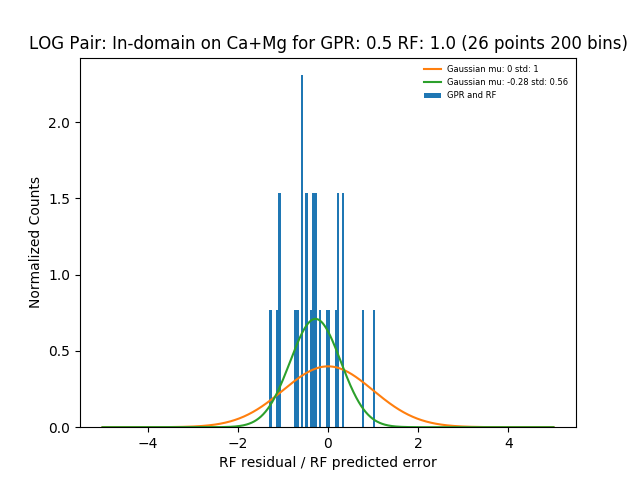 LOG Pair: In-domain on Ca+Mg for GPR: 0.5 RF: 1.0 (26 points 200 bins)
Gaussian mu: 0 std: 1
Gaussian mu: -0.28 std: 0.56
GPR and RF
Normalized Counts
2.0
1.5
1.0
0.5
0.0
−4 −2 0 2 4
RF residual / RF predicted error